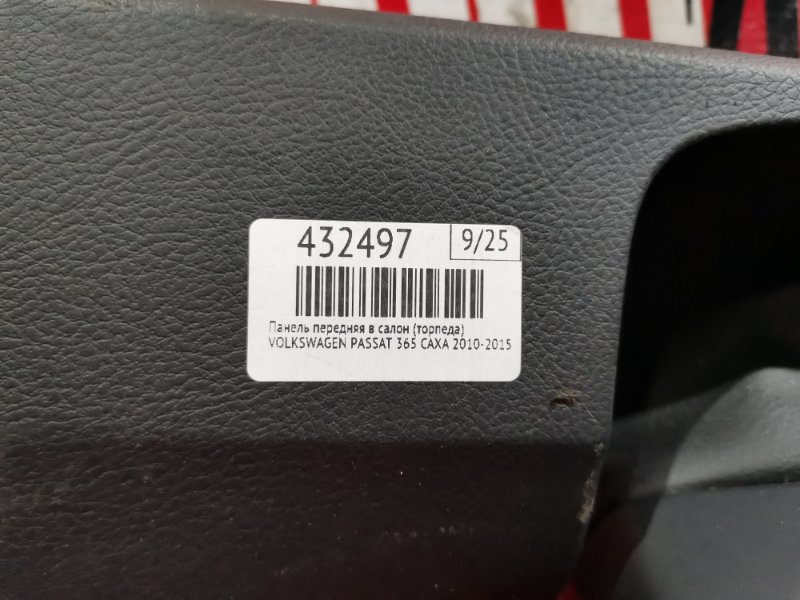 432497 9/25
Панель передняя в салон (торпеда)
VOLKSWAGEN PASSAT 365 CAXA 2010-2015